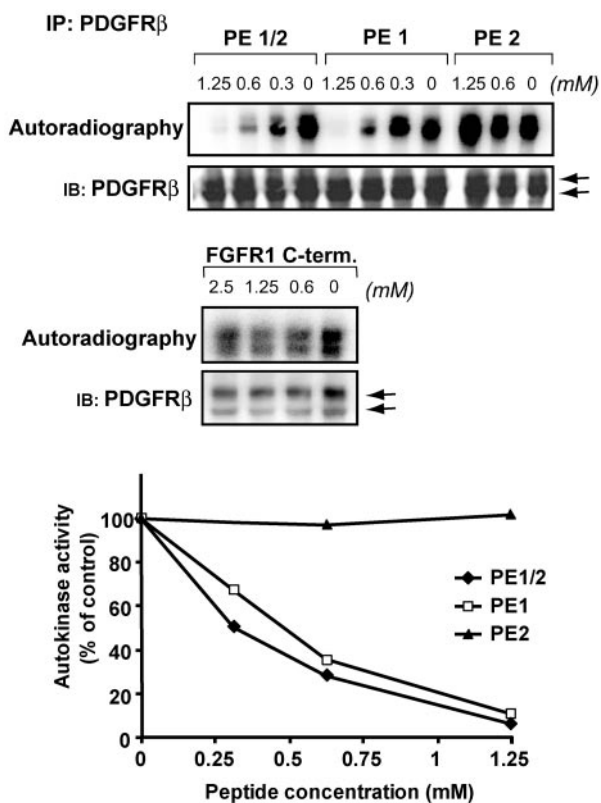 IP: PDGFRβ
PE 1/2 PE 1 PE 2
1.25 0.6 0.3 0 1.25 0.6 0.3 0 1.25 0.6 0 (mM)
Autoradiography
IB: PDGFRβ
FGFR1 C-term.
2.5 1.25 0.6 0 (mM)
Autoradiography
IB: PDGFRβ
Autokinase activity
(% of control)
100
80
60
40
20
0
PE1/2
PE1
PE2
0 0.25 0.5 0.75 1 1.25
Peptide concentration (mM)